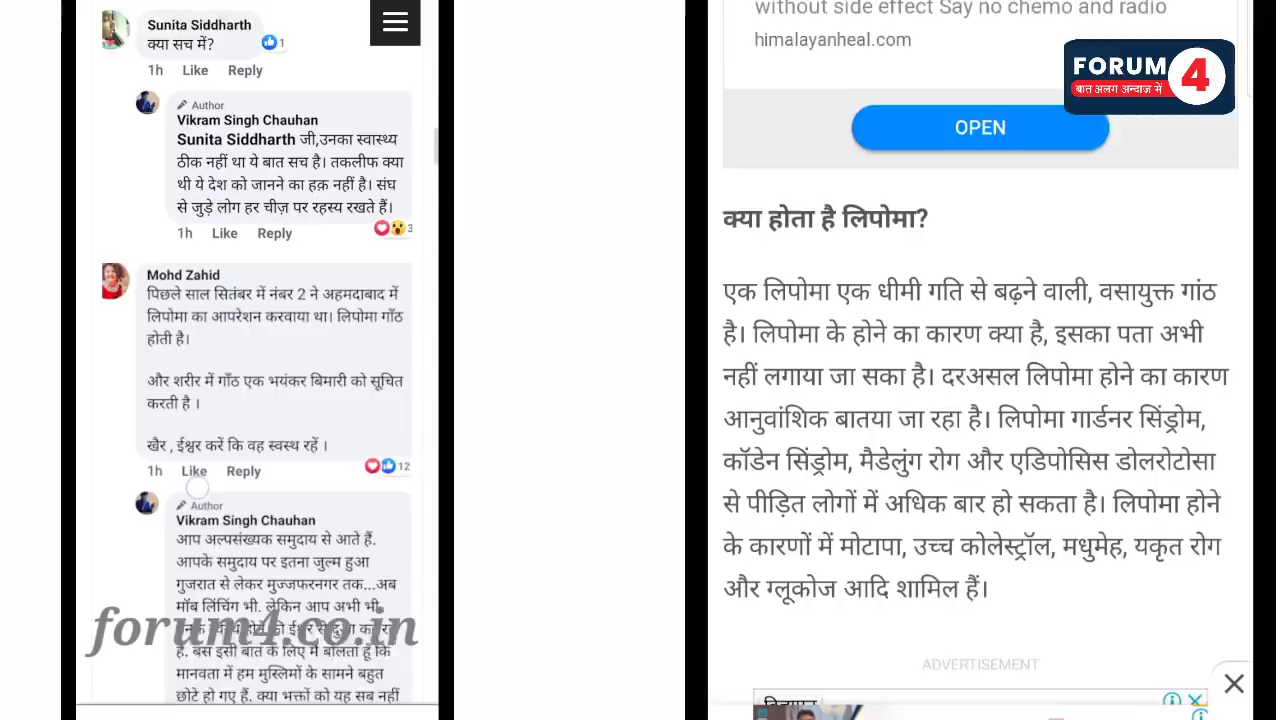 Sunita Siddharth
क्या सच में?
1
1h Like Reply
Author
Vikram Singh Chauhan
Sunita Siddharth जी,उनका स्वास्थ्य
ठीक नहीं था ये बात सच है। तकलीफ क्या
थी ये देश को जानने का हक़ नहीं है। संघ
से जुड़े लोग हर चीज़ पर रहस्य रखते हैं।
3
1h Like Reply
Mohd Zahid
पिछले साल सितंबर में नंबर 2 ने अहमदाबाद में
लिपोमा का आपरेशन करवाया था। लिपोमा गाँठ
होती है।
और शरीर में गाँठ एक भयंकर बिमारी को सूचित
करती है ।
खैर , ईश्वर करें कि वह स्वस्थ रहें ।
12
1h Like Reply
Author
Vikram Singh Chauhan
आप अल्पसंख्यक समुदाय से आते हैं.
आपके समुदाय पर इतना जुल्म हुआ
गुजरात से लेकर मुज्जफरनगर तक...अब
मॉब लिंचिंग भी. लेकिन आप अभी भी
forum4.co.in
हैं. बस इसी बात के लिए मैं बोलता हूँ कि
मानवता में हम मुस्लिमों के सामने बहुत
छोटे हो गए हैं. क्या भक्तों को यह सब नहीं
without side effect Say no chemo and radio
himalayanheal.com
FORUM 4
बात अलग अन्दाज़ में
OPEN
क्या होता है लिपोमा?
एक लिपोमा एक धीमी गति से बढ़ने वाली, वसायुक्त गांठ
है। लिपोमा के होने का कारण क्या है, इसका पता अभी
नहीं लगाया जा सका है। दरअसल लिपोमा होने का कारण
आनुवांशिक बातया जा रहा है। लिपोमा गार्डनर सिंड्रोम,
कॉडेन सिंड्रोम, मैडेलुंग रोग और एडिपोसिस डोलरोटोसा
से पीड़ित लोगों में अधिक बार हो सकता है। लिपोमा होने
के कारणों में मोटापा, उच्च कोलेस्ट्रॉल, मधुमेह, यकृत रोग
और ग्लूकोज आदि शामिल हैं।
ADVERTISEMENT